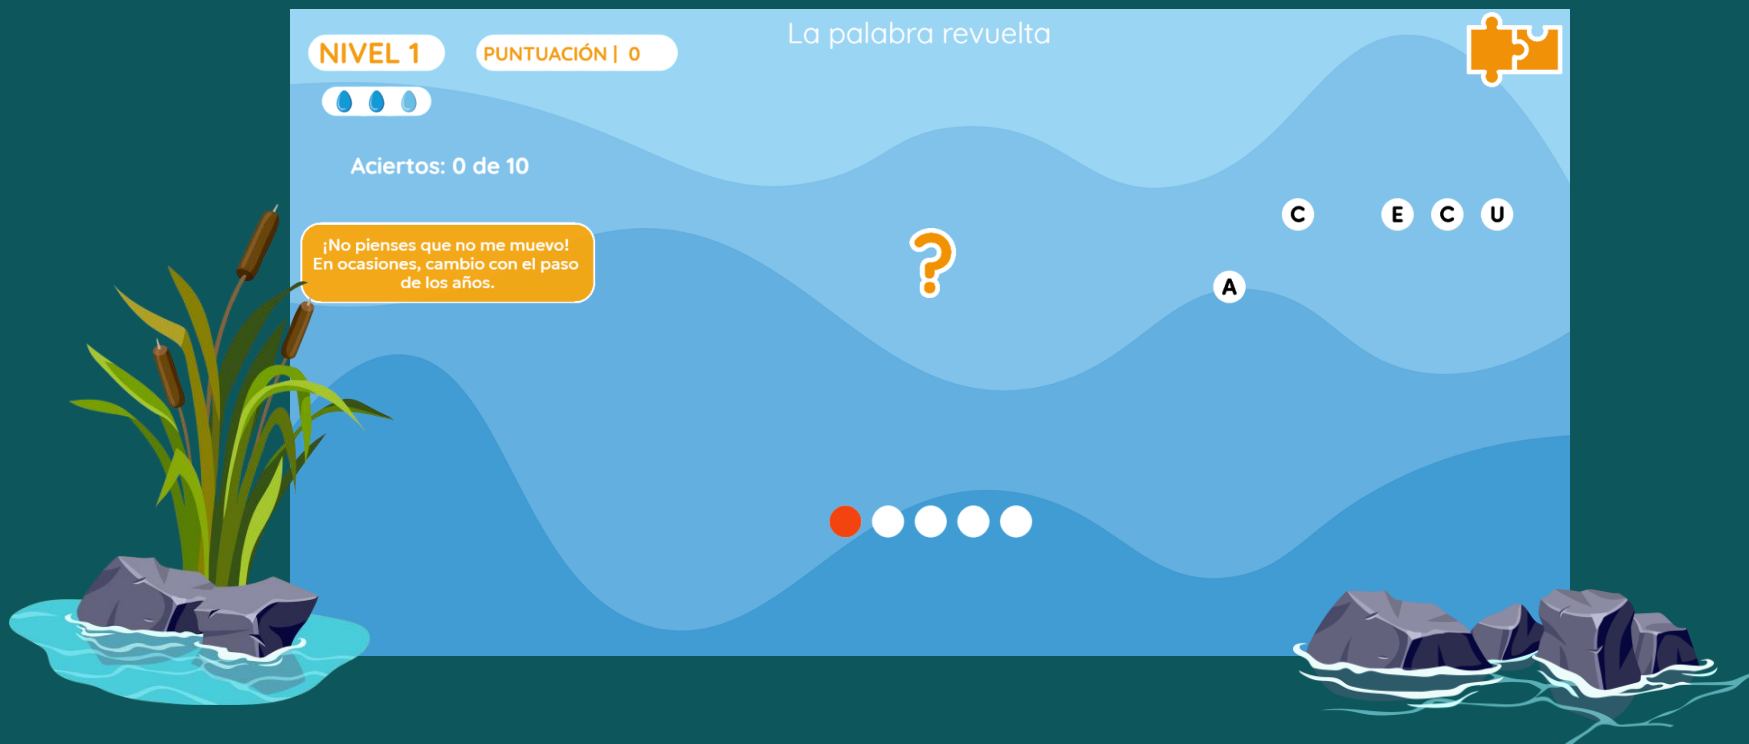 La palabra revuelta
NIVEL 1
PUNTUACIÓN | 0
Aciertos: 0 de 10
¡No pienses que no me muevo!
En ocasiones, cambio con el paso
de los años.
?
C E C U
A